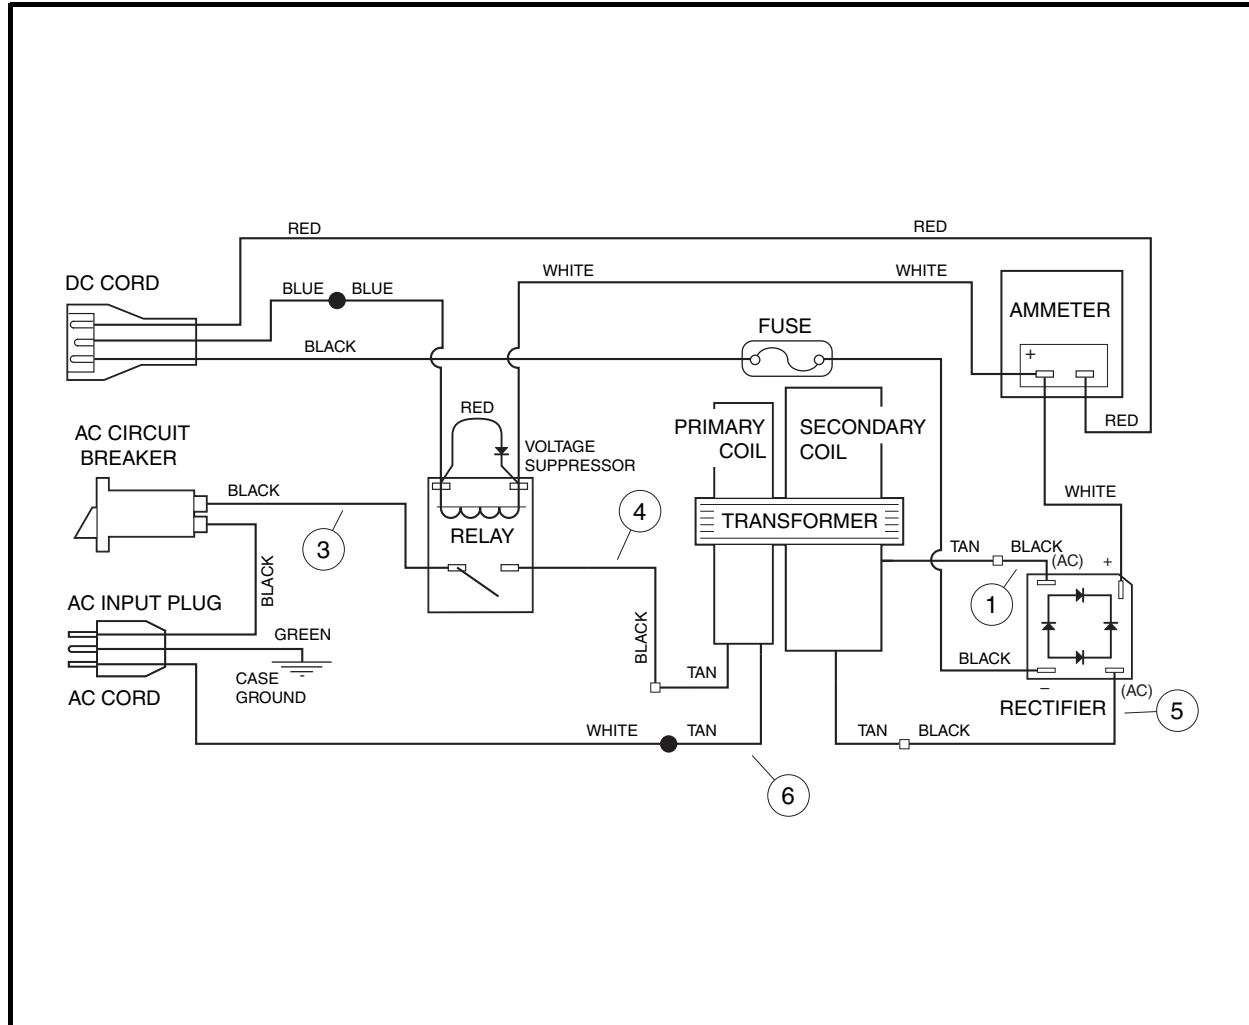 RED
RED
WHITE
WHITE
DC CORD
BLUE
BLUE
AMMETER
FUSE
BLACK
+
RED
RED
PRIMARY
COIL
SECONDARY
COIL
AC CIRCUIT
BREAKER
VOLTAGE
SUPPRESSOR
BLACK
WHITE
4
TRANSFORMER
RELAY
3
TAN
BLACK
(AC)
+
BLACK
1
AC INPUT PLUG
GREEN
BLACK
BLACK
TAN
CASE
GROUND
AC CORD
–
(AC)
RECTIFIER
5
WHITE
TAN
TAN
BLACK
6